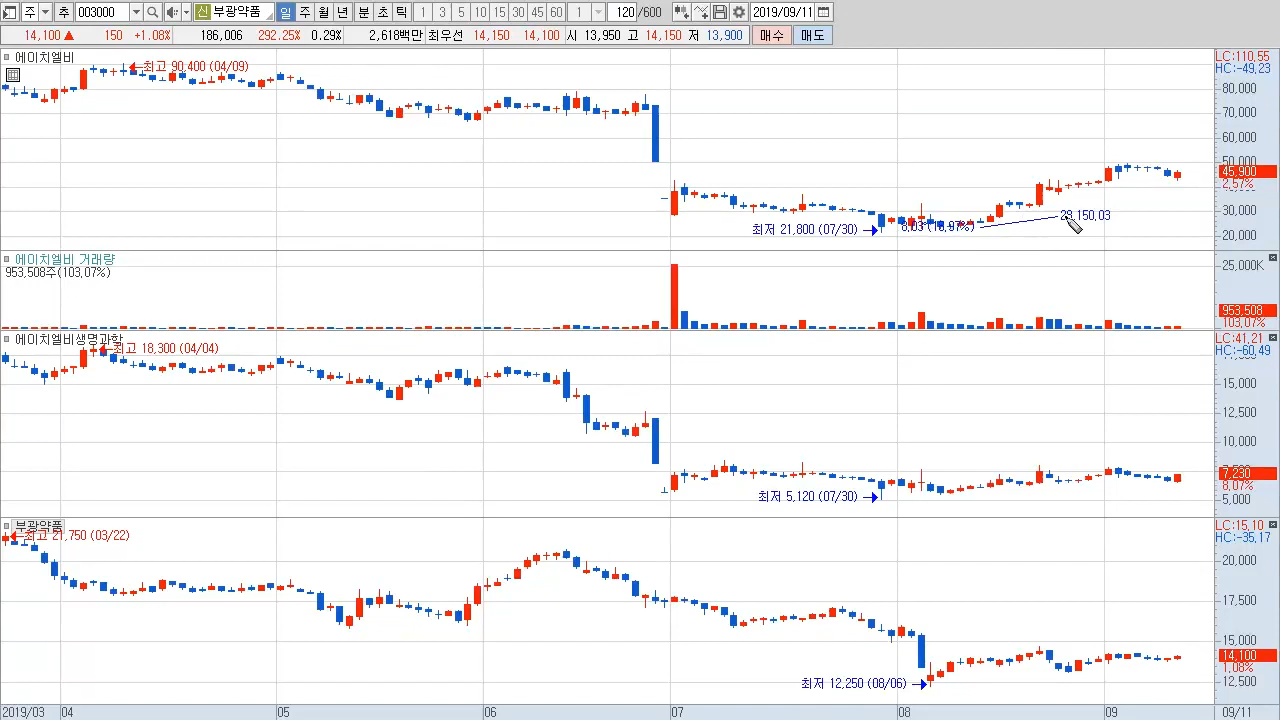 주 추 003000 신 부광약품 일 주 월 년 분 초 틱 1 3 5 10 15 30 45 60 1 120 /600 2019/09/11
14,100 ▲ 150 +1.08% 186,006 292.25% 0.29% 2,618백만 최우선 14,150 14,100 시 13,950 고 14,150 저 13,900 매수 매도
에이치엘비
최고 90,400 (04/09)
LC:110,55
HC:-49,23
80,000
70,000
60,000
50,000
45,900
2.57%
30,000
20,000
29,150,03
최저 21,800 (07/30)
에이치엘비 거래량
953,508주(103,07%)
25,000K
953,508
103,07%
에이치엘비생명과학
최고 18,300 (04/04)
LC:41,21
HC:-60,49
15,000
12,500
10,000
7,230
5,000
최저 5,120 (07/30)
부광약품
최고 21,750 (03/22)
LC:15,10
HC:-35,17
20,000
17,500
15,000
14,100
1.08%
12,500
최저 12,250 (08/06)
2019/03 04 05 06 07 08 09 09/11